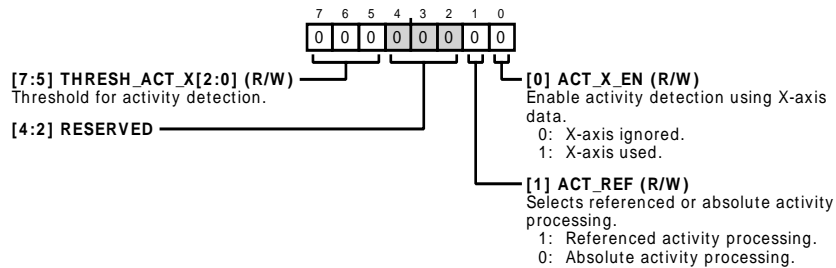 7 6 5 4 3 2 1 0
0 0 0 0 0 0 0 0
[7:5] THRESH_ACT_X[2:0] (R/W)
Threshold for activity detection.
[4:2] RESERVED
[0] ACT_X_EN (R/W)
Enable activity detection using X-axis
data.
0: X-axis ignored.
1: X-axis used.
[1] ACT_REF (R/W)
Selects referenced or absolute activity
processing.
1: Referenced activity processing.
0: Absolute activity processing.